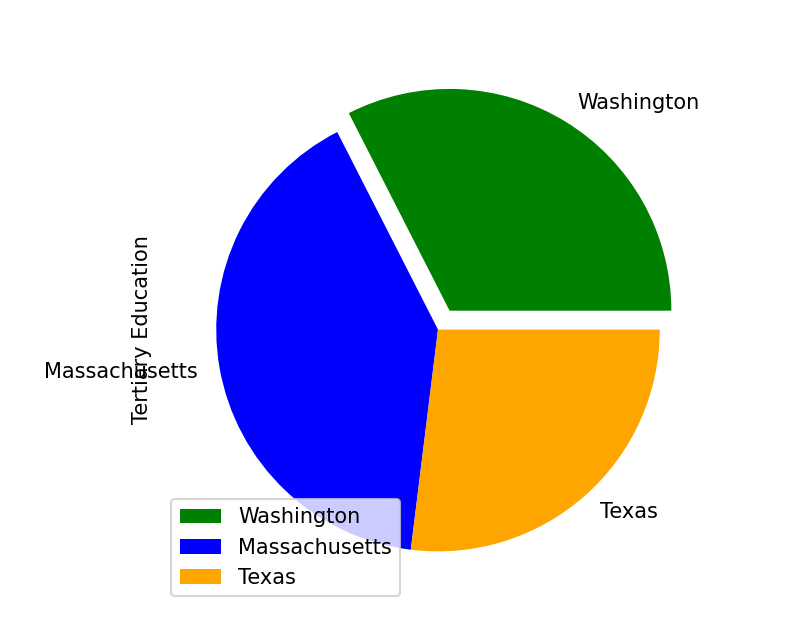 Washington
Tertiary Education
Massachusetts
Texas
Washington
Massachusetts
Texas